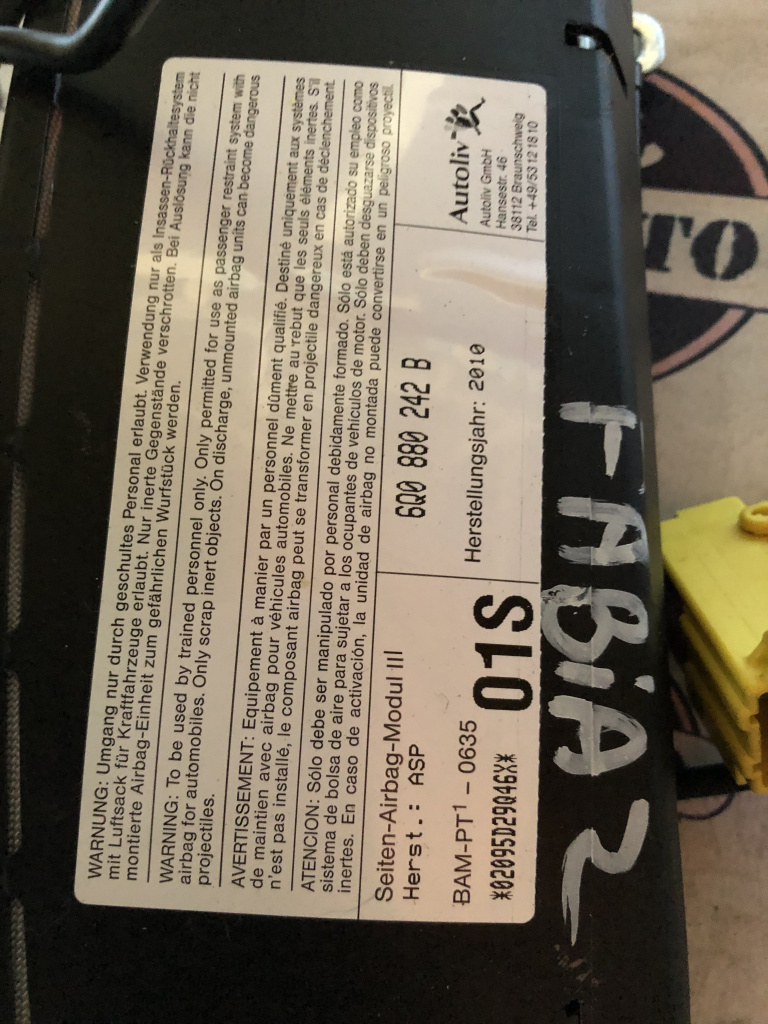 WARNUNG: Umgang nur durch geschultes Personal erlaubt. Verwendung nur als Insassen-Rückhaltesystem
mit Luftsack für Kraftfahrzeuge erlaubt. Nur inerte Gegenstände verschrotten. Bei Auslösung kann die nicht
montierte Airbag-Einheit zum gefährlichen Wurfstück werden.
WARNING: To be used by trained personnel only. Only permitted for use as passenger restraint system with
airbag for automobiles. Only scrap inert objects. On discharge, unmounted airbag units can become dangerous
projectiles.
AVERTISSEMENT: Equipement à manier par un personnel dûment qualifié. Destiné uniquement aux systèmes
de maintien avec airbag pour véhicules automobiles. Ne mettre au rebut que les seuls éléments inertes. S'il
n'est pas installé, le composant airbag peut se transformer en projectile dangereux en cas de déclenchement.
ATENCION: Sólo debe ser manipulado por personal debidamente formado. Sólo está autorizado su empleo como
sistema de bolsa de aire para sujetar a los ocupantes de vehículos de motor. Sólo deben desguazarse dispositivos
inertes. En caso de activación, la unidad de airbag no montada puede convertirse en un peligroso proyectil.
Seiten-Airbag-Modul III
Herst.: ASP
6Q0 880 242 B
Autoliv
Autoliv GmbH
Hansestr. 46
38112 Braunschweig
Tel. +49/53121810
BAM-PT¹ - 0635
*02095D29Q46X*
01S
Herstellungsjahr: 2010
FABiA 2
TO